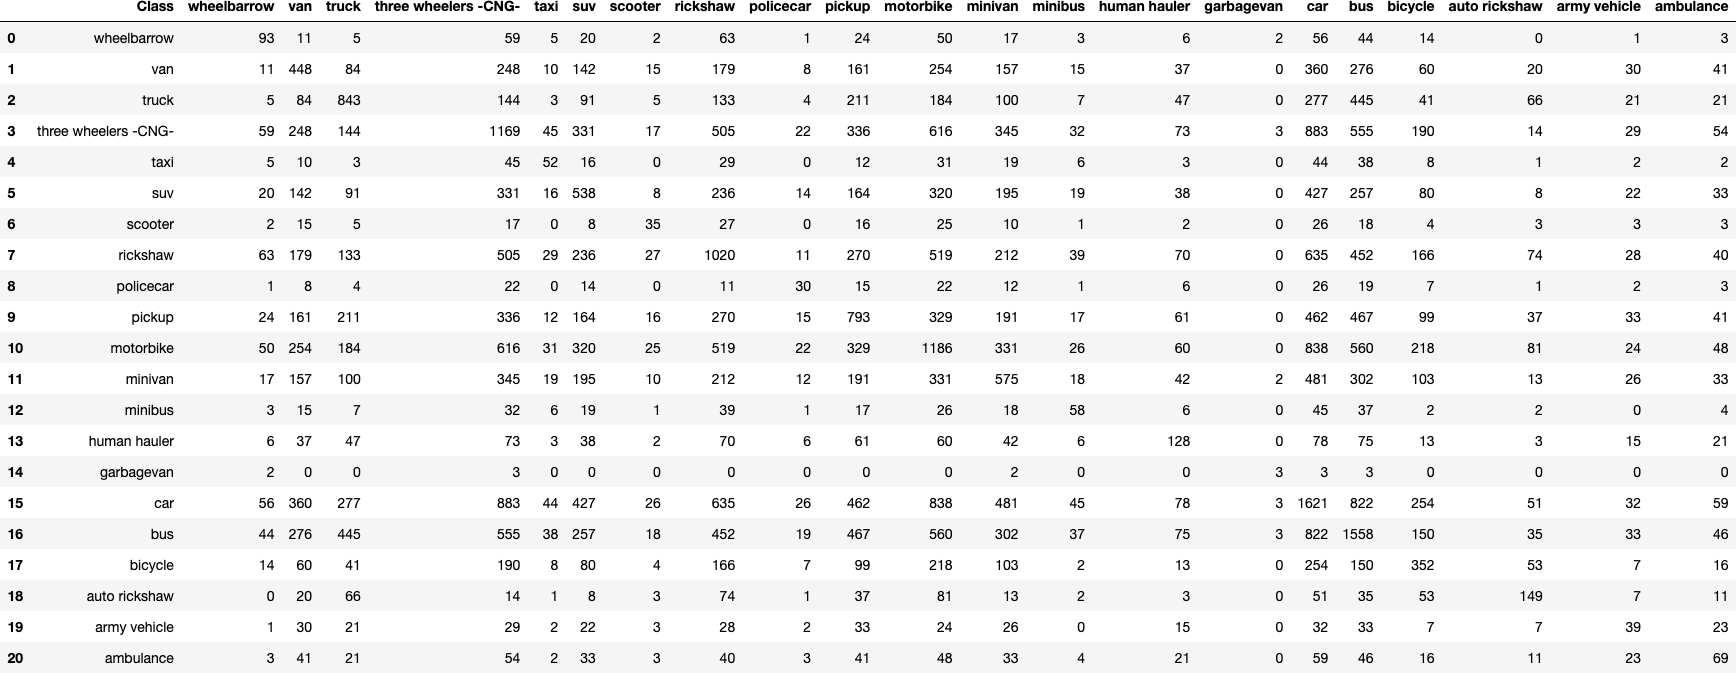 Class wheelbarrow van truck three wheelers -CNG- taxi suv scooter rickshaw policecar pickup motorbike minivan minibus human hauler garbagevan car bus bicycle auto rickshaw army vehicle ambulance
0 wheelbarrow 93 11 5 59 5 20 2 63 1 24 50 17 3 6 2 56 44 14 0 1 3
1 van 11 448 84 248 10 142 15 179 8 161 254 157 15 37 0 360 276 60 20 30 41
2 truck 5 84 843 144 3 91 5 133 4 211 184 100 7 47 0 277 445 41 66 21 21
3 three wheelers -CNG- 59 248 144 1169 45 331 17 505 22 336 616 345 32 73 3 883 555 190 14 29 54
4 taxi 5 10 3 45 52 16 0 29 0 12 31 19 6 3 0 44 38 8 1 2 2
5 suv 20 142 91 331 16 538 8 236 14 164 320 195 19 38 0 427 257 80 8 22 33
6 scooter 2 15 5 17 0 8 35 27 0 16 25 10 1 2 0 26 18 4 3 3 3
7 rickshaw 63 179 133 505 29 236 27 1020 11 270 519 212 39 70 0 635 452 166 74 28 40
8 policecar 1 8 4 22 0 14 0 11 30 15 22 12 1 6 0 26 19 7 1 2 3
9 pickup 24 161 211 336 12 164 16 270 15 793 329 191 17 61 0 462 467 99 37 33 41
10 motorbike 50 254 184 616 31 320 25 519 22 329 1186 331 26 60 0 838 560 218 81 24 48
11 minivan 17 157 100 345 19 195 10 212 12 191 331 575 18 42 2 481 302 103 13 26 33
12 minibus 3 15 7 32 6 19 1 39 1 17 26 18 58 6 0 45 37 2 2 0 4
13 human hauler 6 37 47 73 3 38 2 70 6 61 60 42 6 128 0 78 75 13 3 15 21
14 garbagevan 2 0 0 3 0 0 0 0 0 0 0 2 0 0 3 3 3 0 0 0 0
15 car 56 360 277 883 44 427 26 635 26 462 838 481 45 78 3 1621 822 254 51 32 59
16 bus 44 276 445 555 38 257 18 452 19 467 560 302 37 75 3 822 1558 150 35 33 46
17 bicycle 14 60 41 190 8 80 4 166 7 99 218 103 2 13 0 254 150 352 53 7 16
18 auto rickshaw 0 20 66 14 1 8 3 74 1 37 81 13 2 3 0 51 35 53 149 7 11
19 army vehicle 1 30 21 29 2 22 3 28 2 33 24 26 0 15 0 32 33 7 7 39 23
20 ambulance 3 41 21 54 2 33 3 40 3 41 48 33 4 21 0 59 46 16 11 23 69